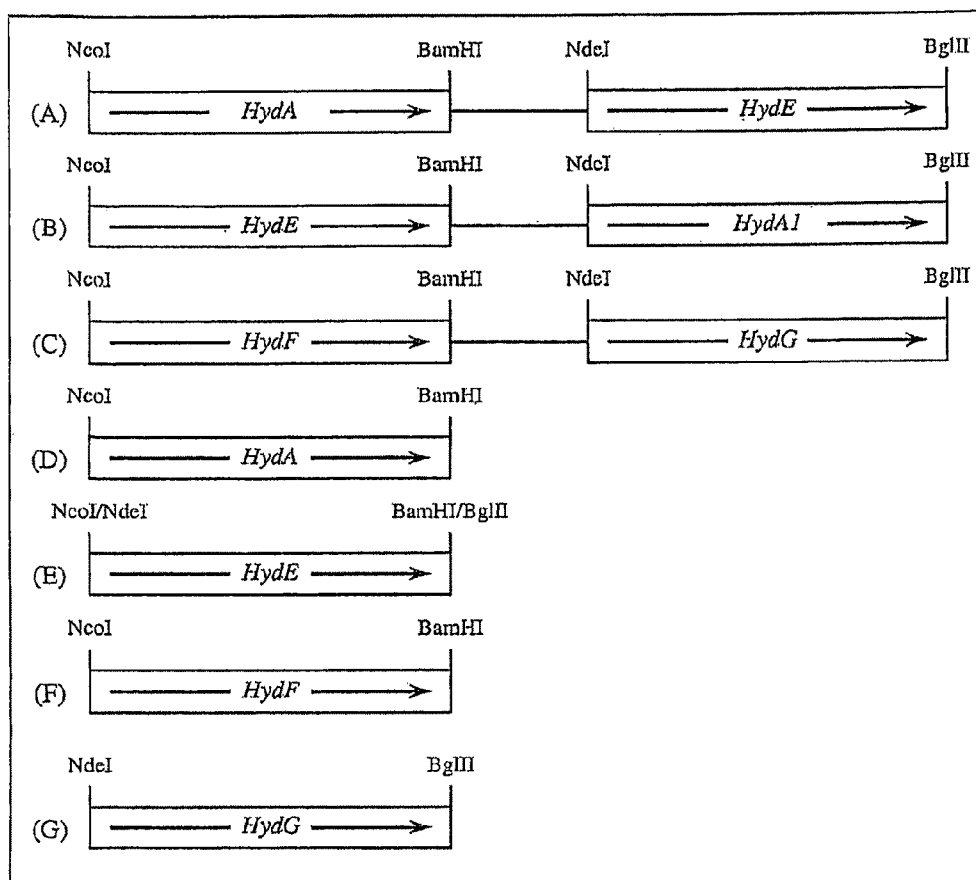 NcoI BamHI NdeI BglII
(A) HydA HydE
NcoI BamHI NdeI BglII
(B) HydE HydA1
NcoI BamHI NdeI BglII
(C) HydF HydG
NcoI BamHI
(D) HydA
NcoI/NdeI BamHI/BglII
(E) HydE
NcoI BamHI
(F) HydF
NdeI BglII
(G) HydG